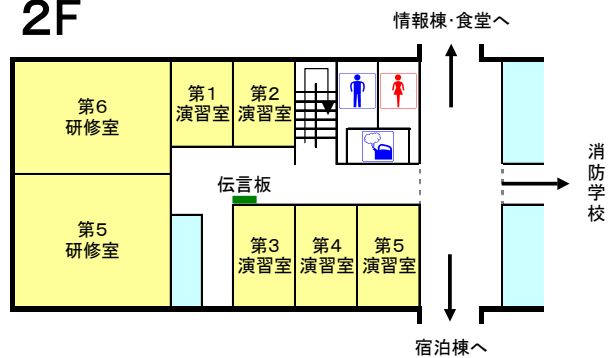 2F
情報棟·食堂へ
第6
研修室
第1
演習室
第2
演習室
消防学校
伝言板
第5
研修室
第3
演習室
第4
演習室
第5
演習室
宿泊棟へ